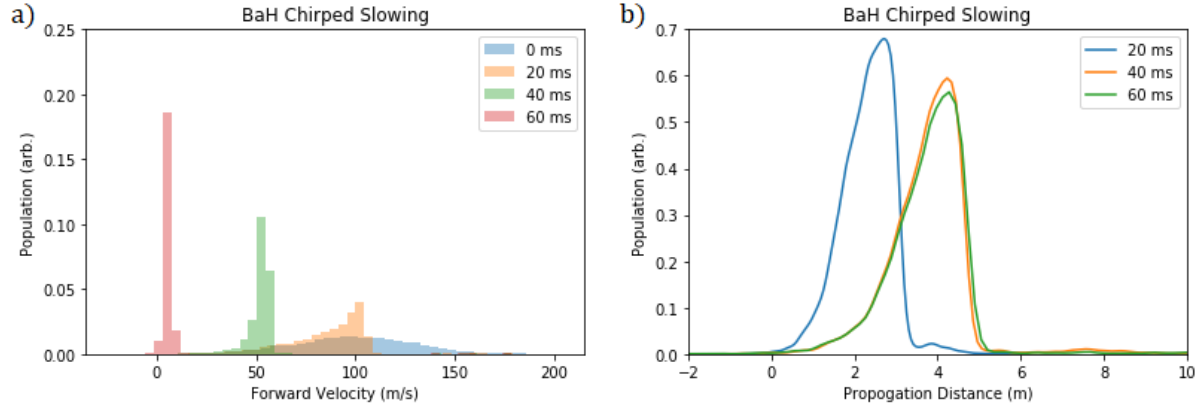 a)
BaH Chirped Slowing
0.25
0.20
0.15
0.10
0.05
0.00
Population (arb.)
0 ms
20 ms
40 ms
60 ms
0 50 100 150 200
Forward Velocity (m/s)
b)
BaH Chirped Slowing
0.7
0.6
0.5
0.4
0.3
0.2
0.1
0.0
Population (arb.)
20 ms
40 ms
60 ms
−2 0 2 4 6 8 10
Propogation Distance (m)